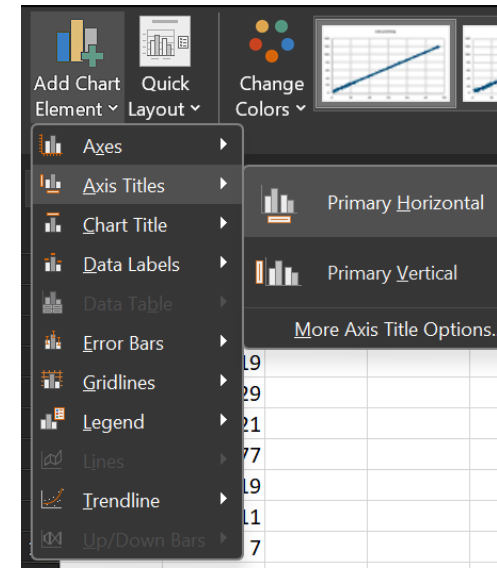 Add Chart
Element
Quick
Layout
Change
Colors
Axes
Axis Titles
Chart Title
Data Labels
Data Table
Error Bars
Gridlines
Legend
Lines
Trendline
Up/Down Bars
Primary Horizontal
Primary Vertical
More Axis Title Options.
19
29
21
77
19
11
7